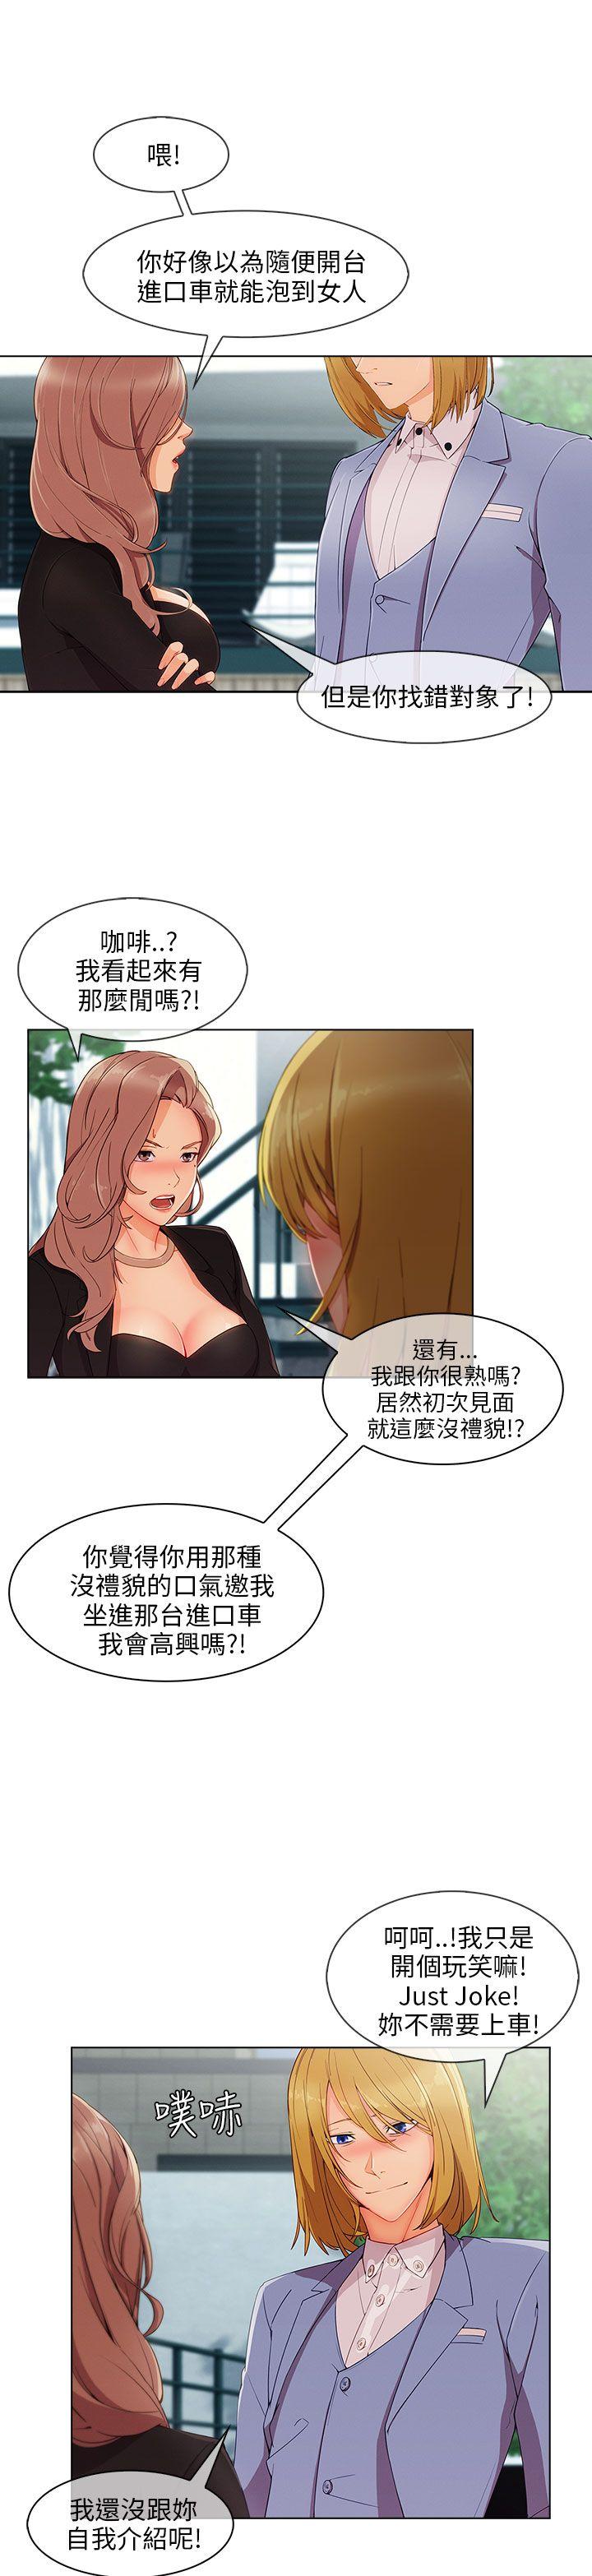 喂!
你好像以為隨便開台
進口車就能泡到女人
但是你找錯對象了!
咖啡..?
我看起來有
那麼閒嗎?!
還有...
我跟你很熟嗎?
居然初次見面
就這麼沒禮貌!?
你覺得你用那種
沒禮貌的口氣邀我
坐進那台進口車
我會高興嗎?!
呵呵..!我只是
開個玩笑嘛!
Just Joke!
妳不需要上車!
噗哧
我還沒跟妳
自我介紹呢!